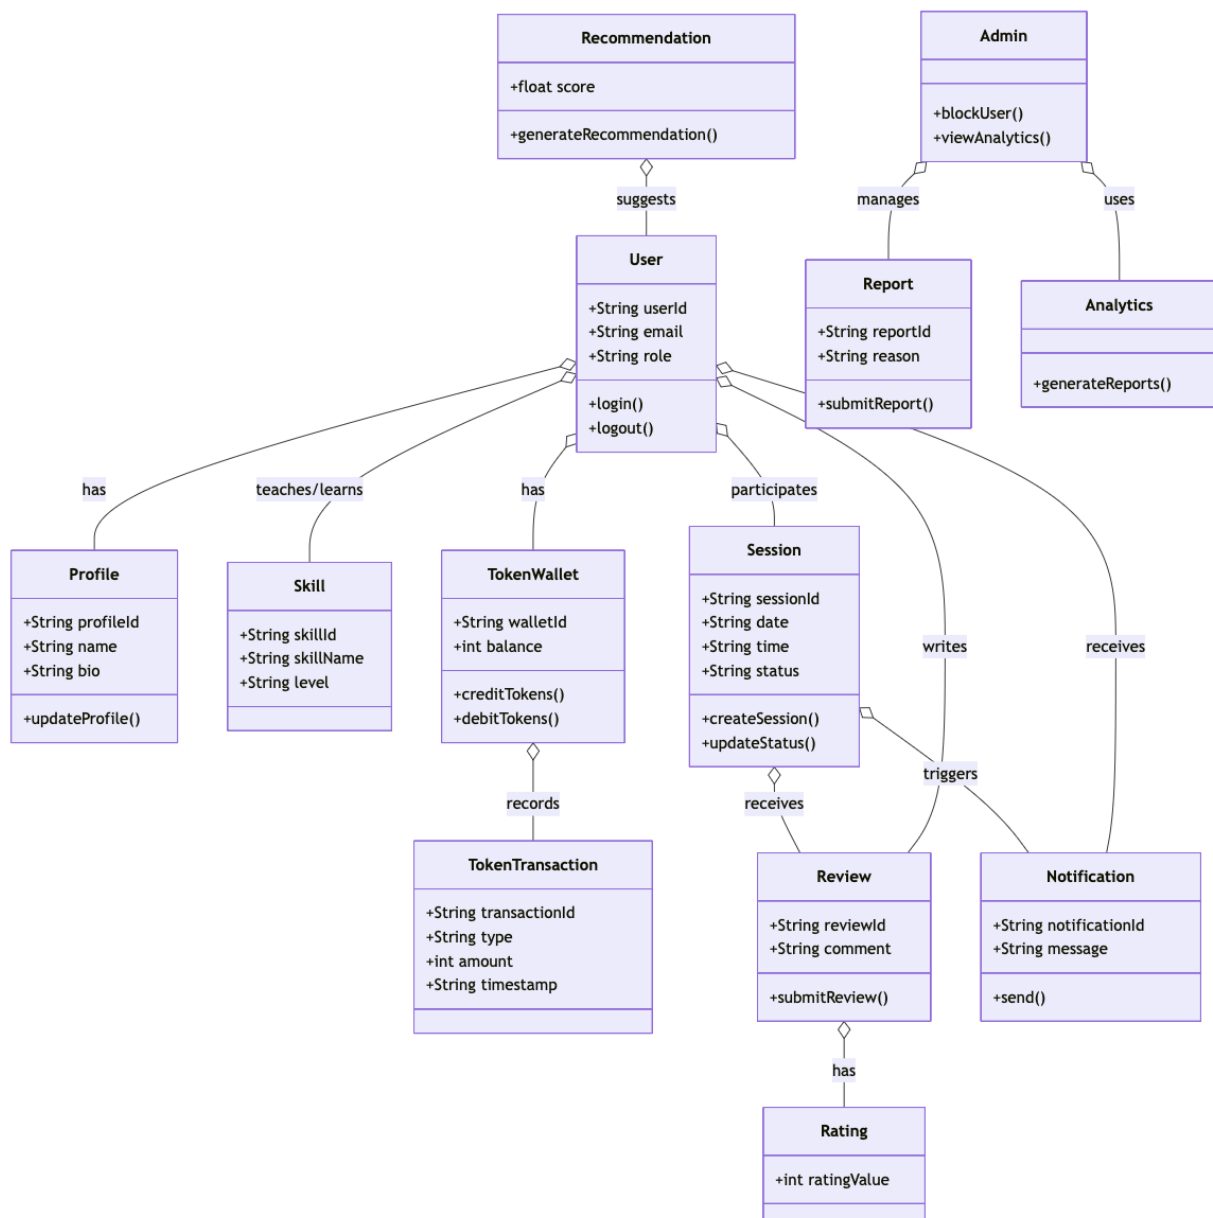 Recommendation
+float score
+generateRecommendation()
Admin
+blockUser()
+viewAnalytics()
suggests
manages
uses
User
+String userId
+String email
+String role
+login()
+logout()
Report
+String reportId
+String reason
+submitReport()
Analytics
+generateReports()
has
teaches/learns
has
participates
Profile
+String profileId
+String name
+String bio
+updateProfile()
Skill
+String skillId
+String skillName
+String level
TokenWallet
+String walletId
+int balance
+creditTokens()
+debitTokens()
Session
+String sessionId
+String date
+String time
+String status
+createSession()
+updateStatus()
writes
receives
triggers
records
receives
TokenTransaction
+String transactionId
+String type
+int amount
+String timestamp
Review
+String reviewId
+String comment
+submitReview()
Notification
+String notificationId
+String message
+send()
has
Rating
+int ratingValue